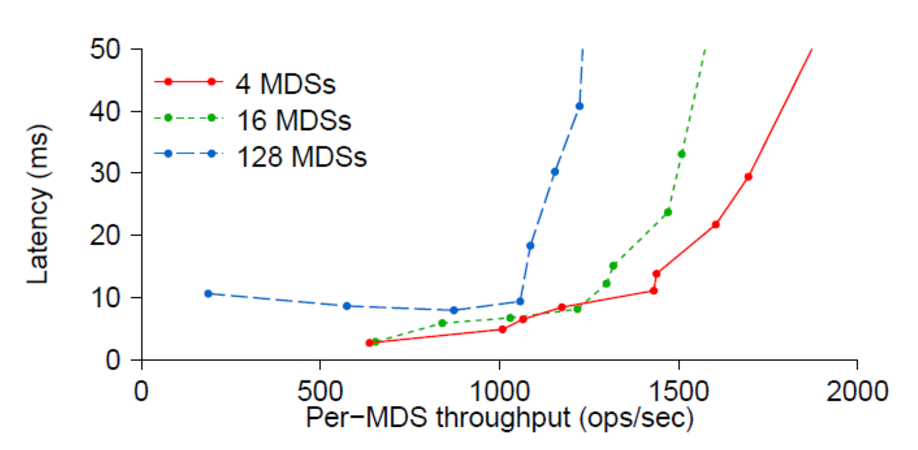 50
40
30
20
10
0
Latency (ms)
4 MDSs
16 MDSs
128 MDSs
0 500 1000 1500 2000
Per−MDS throughput (ops/sec)